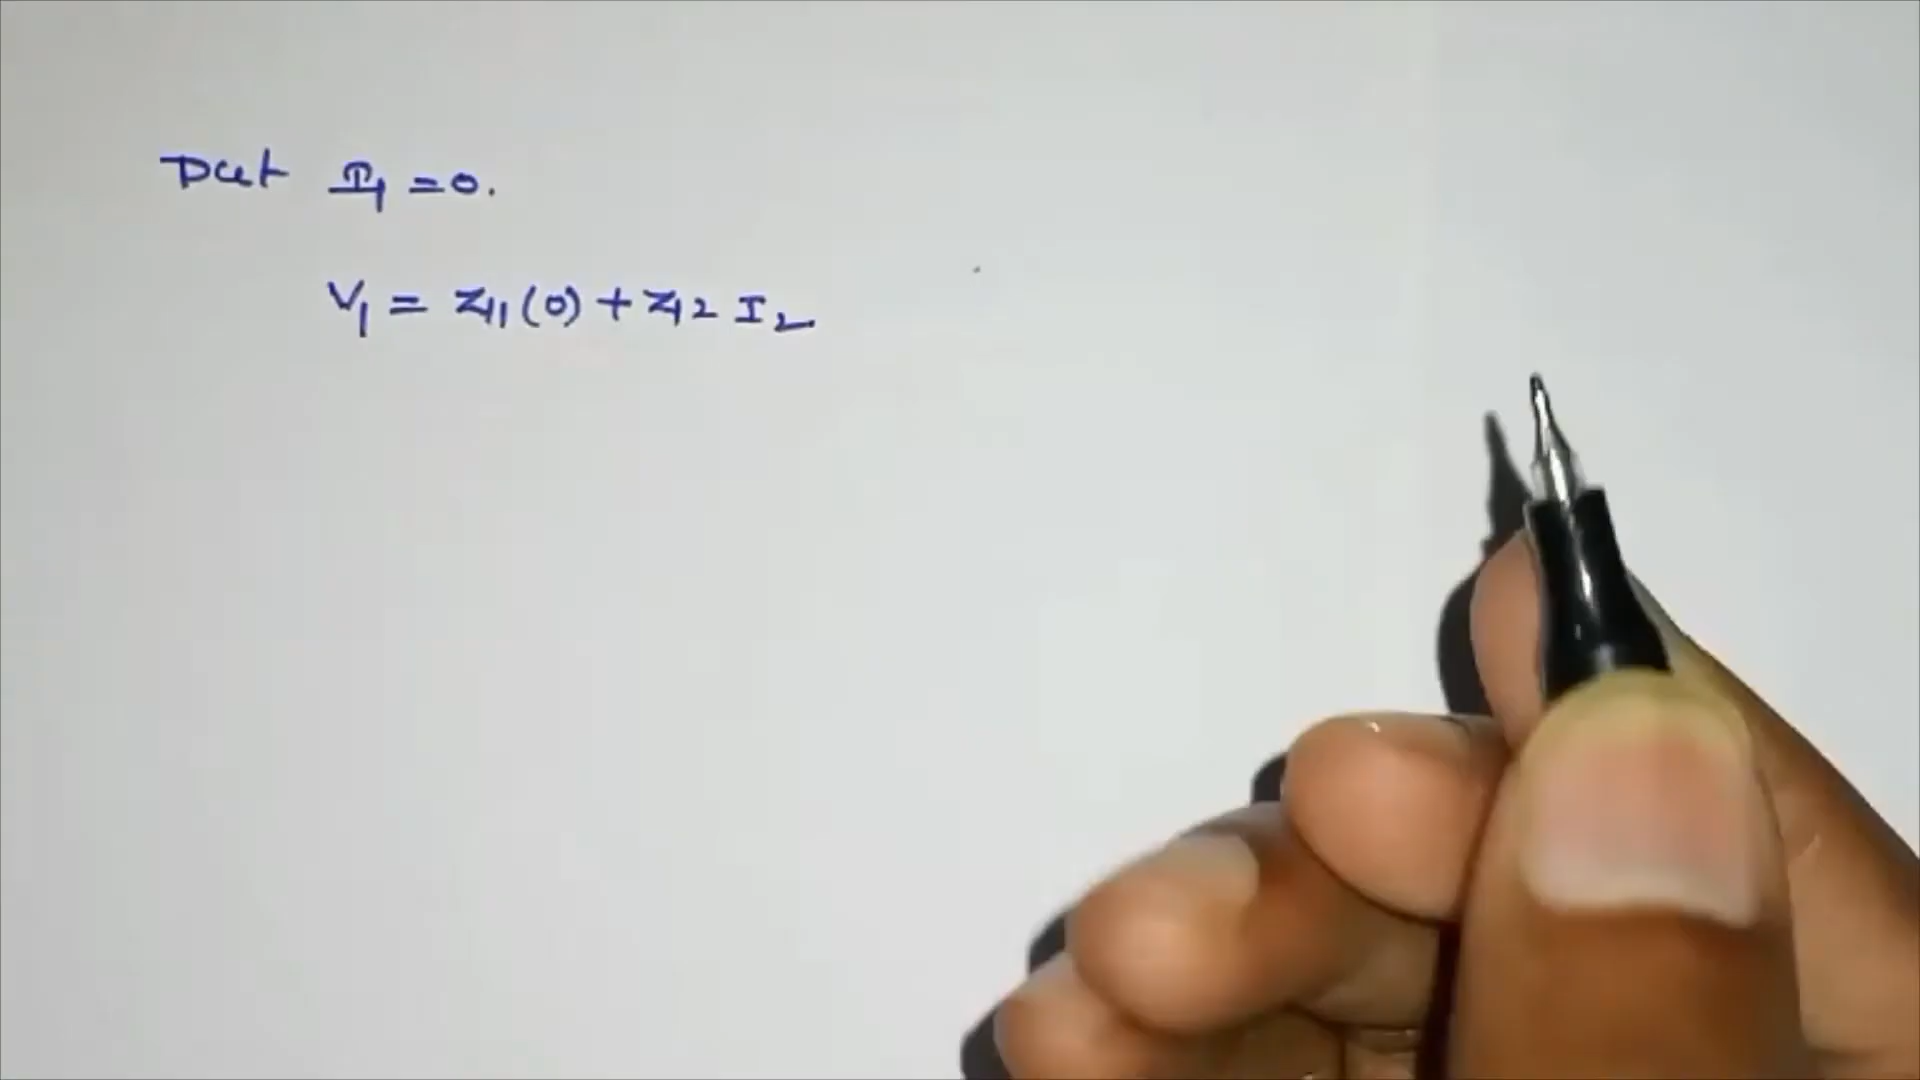 Put I1 = 0.
V1 = Z11(0) + Z12 I2